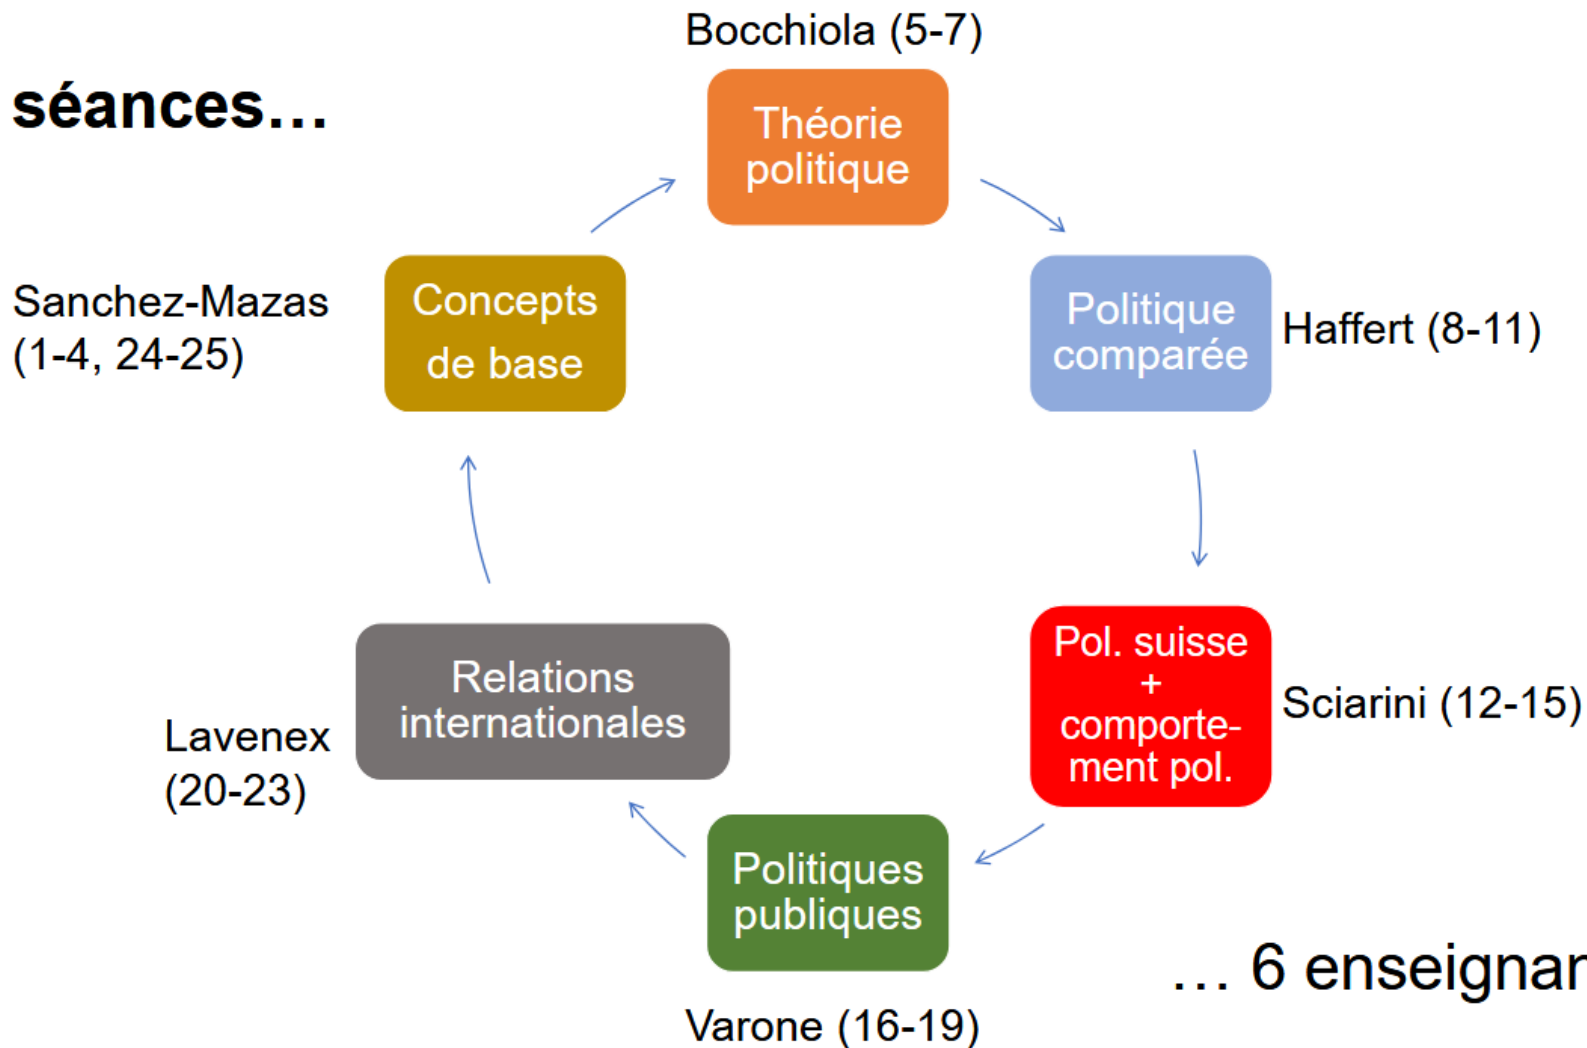 séances…
Bocchiola (5-7)
Théorie
politique
Sanchez-Mazas
(1-4, 24-25)
Concepts
de base
Politique
comparée
Haffert (8-11)
Relations
internationales
Lavenex
(20-23)
Pol. suisse
+
comporte-
ment pol.
Sciarini (12-15)
Politiques
publiques
Varone (16-19)
… 6 enseignan